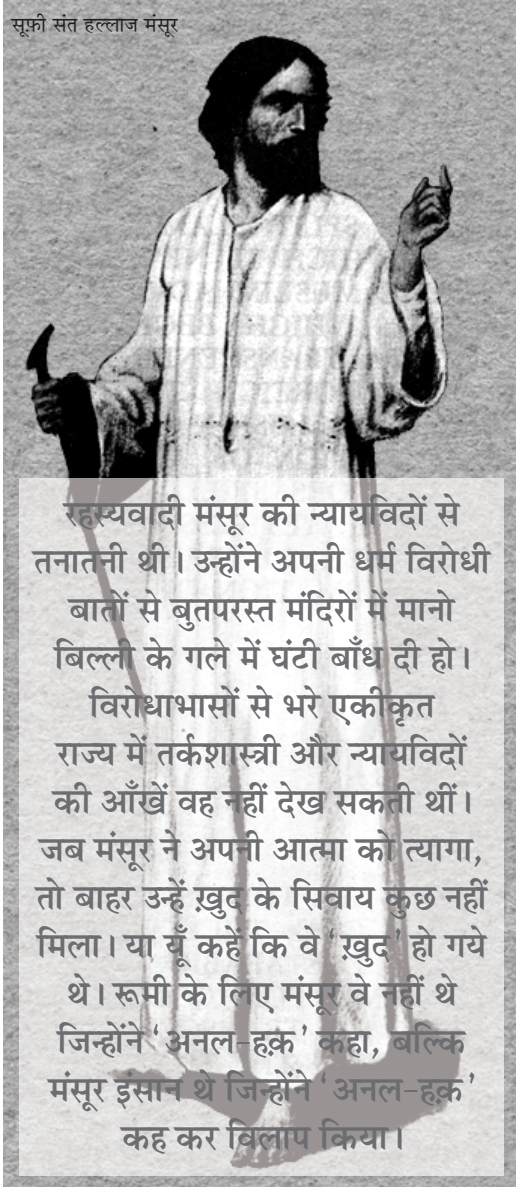 सूफ़ी संत हल्लाज मंसूर
रहस्यवादी मंसूर की न्यायविदों से
तनातनी थी। उन्होंने अपनी धर्म विरोधी
बातों से बुतपरस्त मंदिरों में मानो
बिल्ली के गले में घंटी बाँध दी हो।
विरोधाभासों से भरे एकीकृत
राज्य में तर्कशास्त्री और न्यायविदों
की आँखें वह नहीं देख सकती थीं।
जब मंसूर ने अपनी आत्मा को त्यागा,
तो बाहर उन्हें ख़ुद के सिवाय कुछ नहीं
मिला। या यूँ कहें कि वे ‘ख़ुद’ हो गये
थे। रूमी के लिए मंसूर वे नहीं थे
जिन्होंने ‘अनल-हक़’ कहा, बल्कि
मंसूर इंसान थे जिन्होंने ‘अनल-हक़’
कह कर विलाप किया।